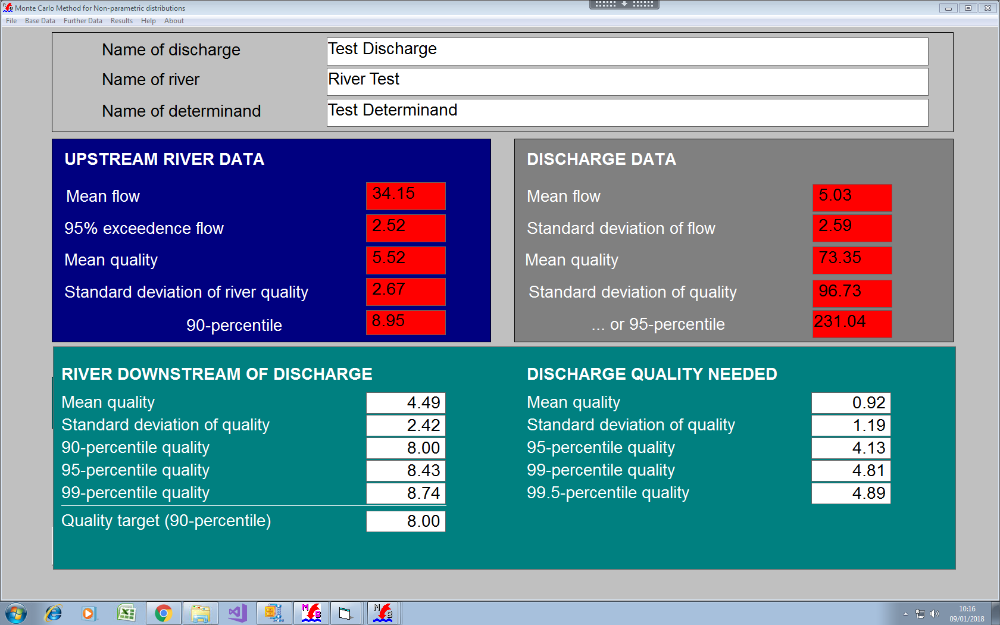 Monte Carlo Method for Non-parametric distributions
File Base Data Further Data Results Help About
Name of discharge Test Discharge
Name of river River Test
Name of determinand Test Determinand
UPSTREAM RIVER DATA
Mean flow 34.15
95% exceedence flow 2.52
Mean quality 5.52
Standard deviation of river quality 2.67
90-percentile 8.95
DISCHARGE DATA
Mean flow 5.03
Standard deviation of flow 2.59
Mean quality 73.35
Standard deviation of quality 96.73
... or 95-percentile 231.04
RIVER DOWNSTREAM OF DISCHARGE
Mean quality 4.49
Standard deviation of quality 2.42
90-percentile quality 8.00
95-percentile quality 8.43
99-percentile quality 8.74
Quality target (90-percentile) 8.00
DISCHARGE QUALITY NEEDED
Mean quality 0.92
Standard deviation of quality 1.19
95-percentile quality 4.13
99-percentile quality 4.81
99.5-percentile quality 4.89
M B
M B
10:16
09/01/2018